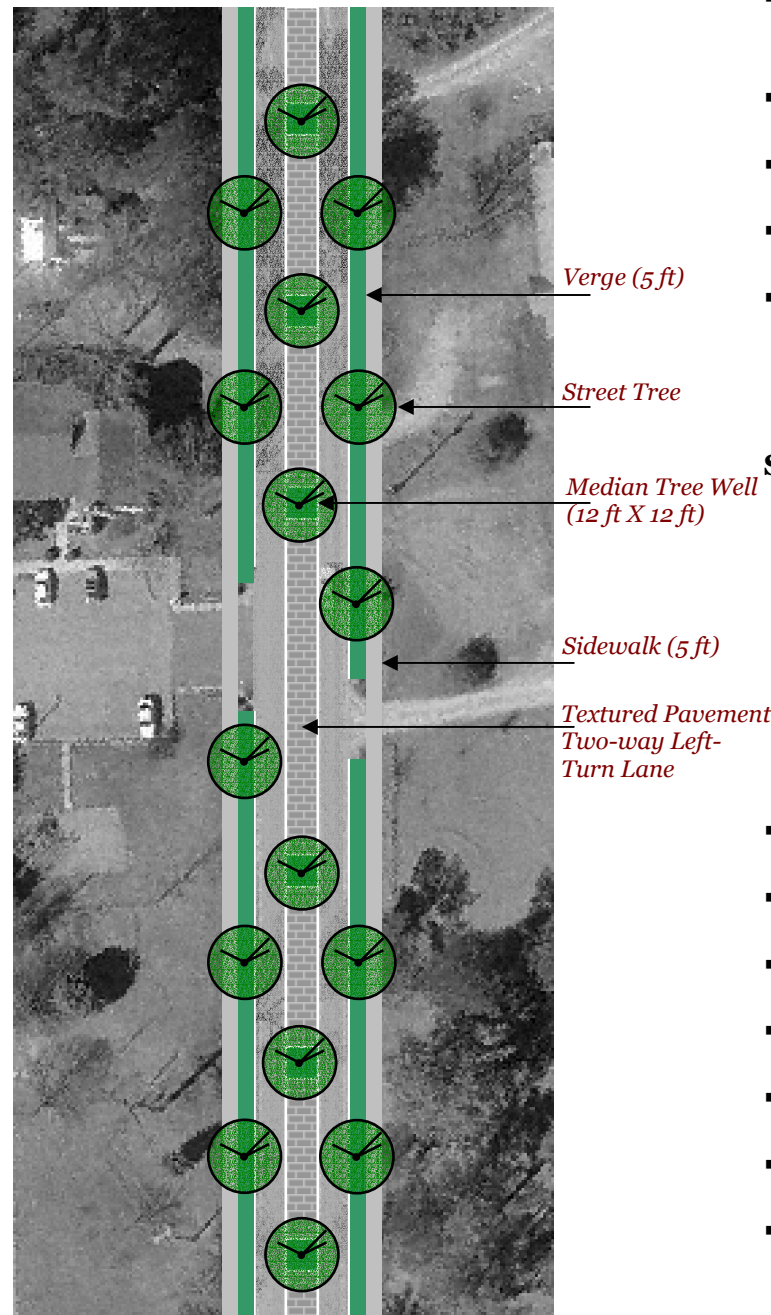 Verge (5 ft)
Street Tree
Median Tree Well
(12 ft X 12 ft)
Sidewalk (5 ft)
Textured Pavement
Two-way Left-
Turn Lane